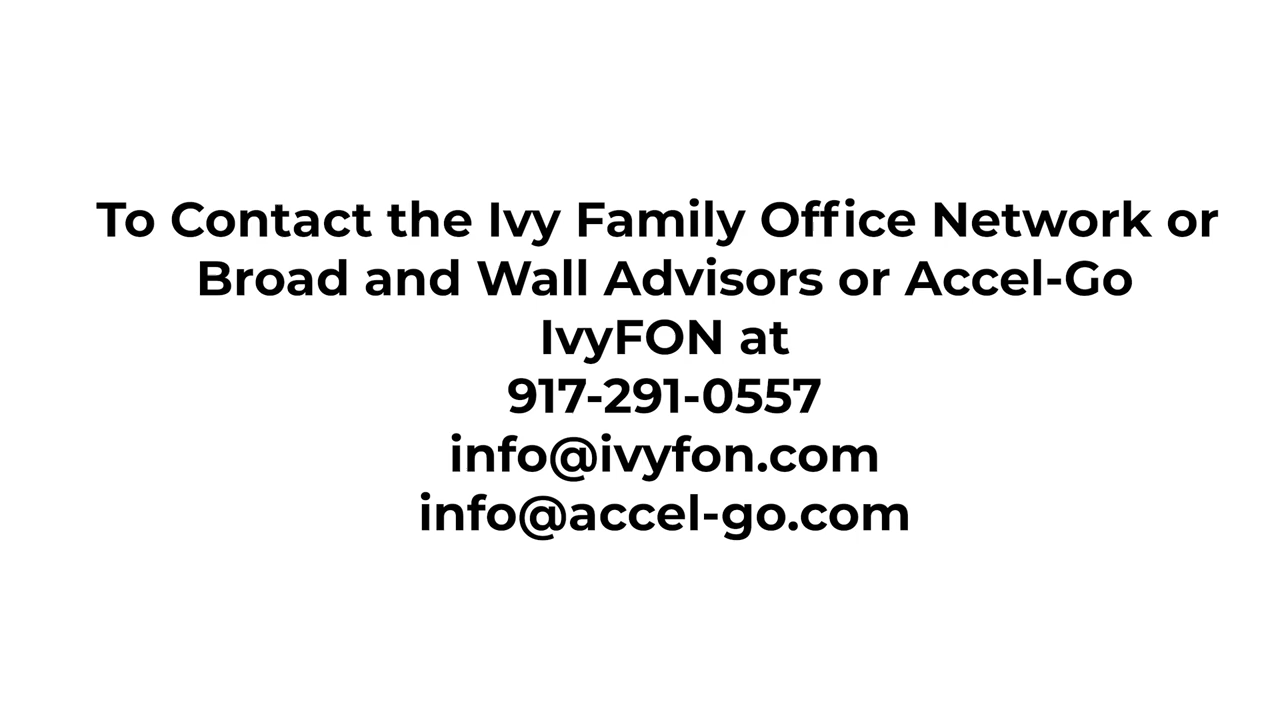 To Contact the Ivy Family Office Network or
Broad and Wall Advisors or Accel-Go
IvyFON at
917-291-0557
info@ivyfon.com
info@accel-go.com